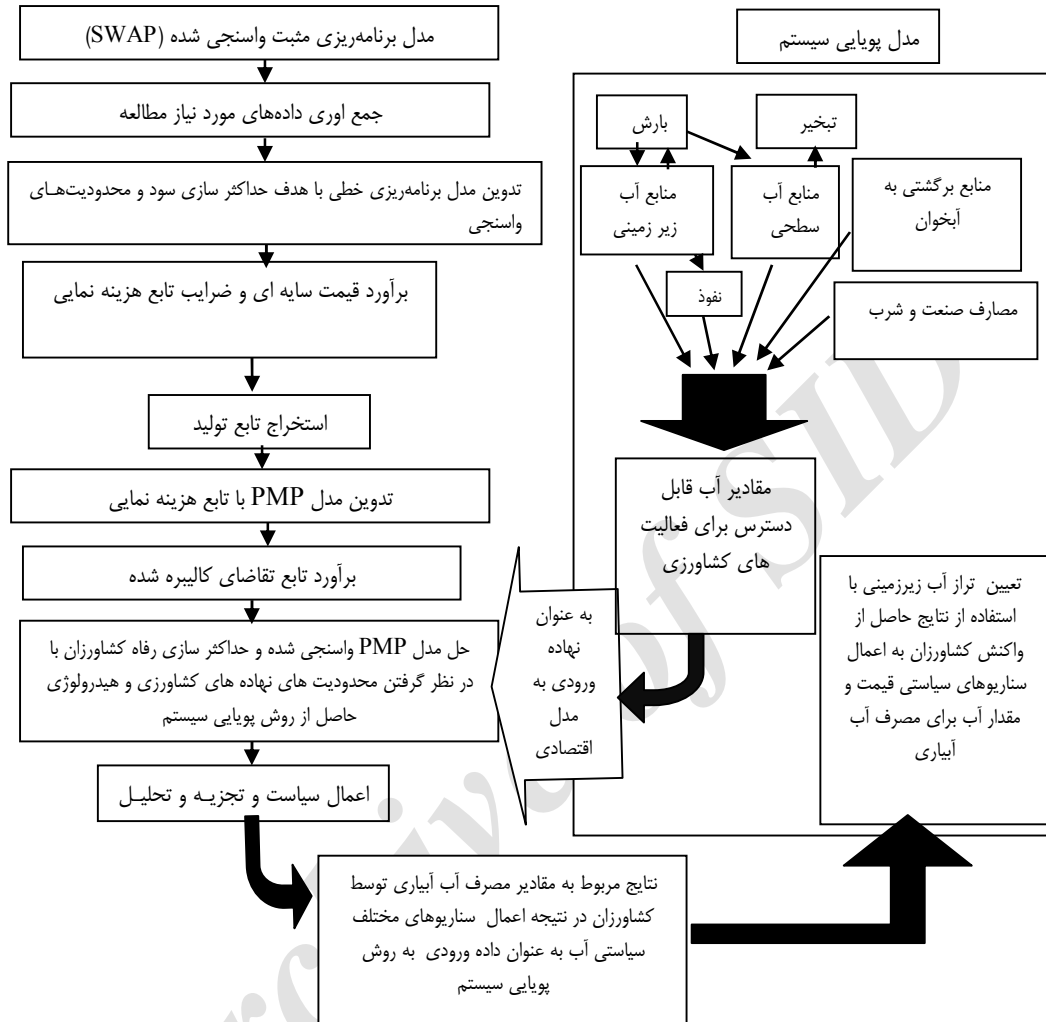 مدل برنامه‌ریزی مثبت واسنجی شده (SWAP)
جمع اوری داده‌های مورد نیاز مطالعه
تدوین مدل برنامه‌ریزی خطی با هدف حداکثر سازی سود و محدودیت‌هـای
واسنجی
برآورد قیمت سایه ای و ضرایب تابع هزینه نمایی
استخراج تابع تولید
تدوین مدل PMP با تابع هزینه نمایی
برآورد تابع تقاضای کالیبره شده
حل مدل PMP واسنجی شده و حداکثر سازی رفاه کشاورزان با
در نظر گرفتن محدودیت های نهاده های کشاورزی و هیدرولوژی
حاصل از روش پویایی سیستم
اعمال سیاست و تجزیـه و تحلیـل
مدل پویایی سیستم
بارش
تبخیر
منابع آب
زیر زمینی
منابع آب
سطحی
منابع برگشتی به
آبخوان
نفوذ
مصارف صنعت و شرب
مقادیر آب قابل
دسترس برای فعالیت
های کشاورزی
به عنوان
نهاده
ورودی به
مدل
اقتصادی
تعیین تراز آب زیرزمینی با
استفاده از نتایج حاصل از
واکنش کشاورزان به اعمال
سناریوهای سیاستی قیمت و
مقدار آب برای مصرف آب
آبیاری
نتایج مربوط به مقادیر مصرف آب آبیاری توسط
کشاورزان در نتیجه اعمال سناریوهای مختلف
سیاستی آب به عنوان داده ورودی به روش
پویایی سیستم
Archive of SID